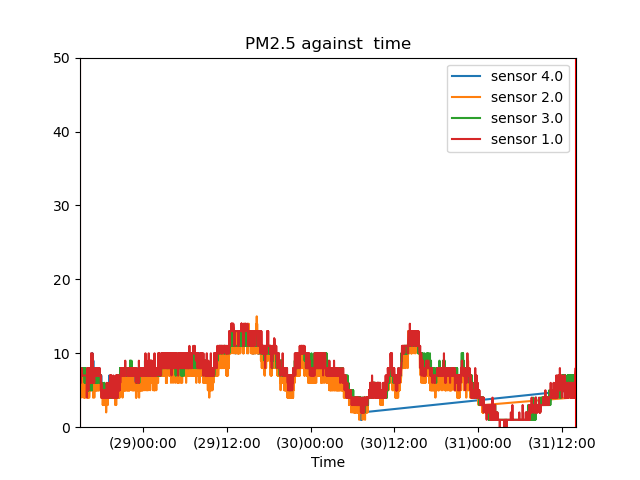 PM2.5 against  time
50
40
30
20
10
0
sensor 4.0
sensor 2.0
sensor 3.0
sensor 1.0
(29)00:00 (29)12:00 (30)00:00 (30)12:00 (31)00:00 (31)12:00
Time